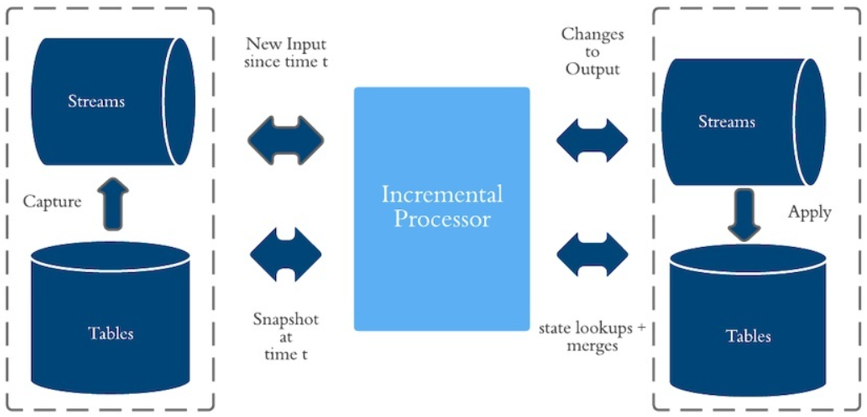 Streams
Capture
Tables
New Input
since time t
Snapshot
at
time t
Incremental
Processor
Changes
to
Output
state lookups +
merges
Streams
Apply
Tables